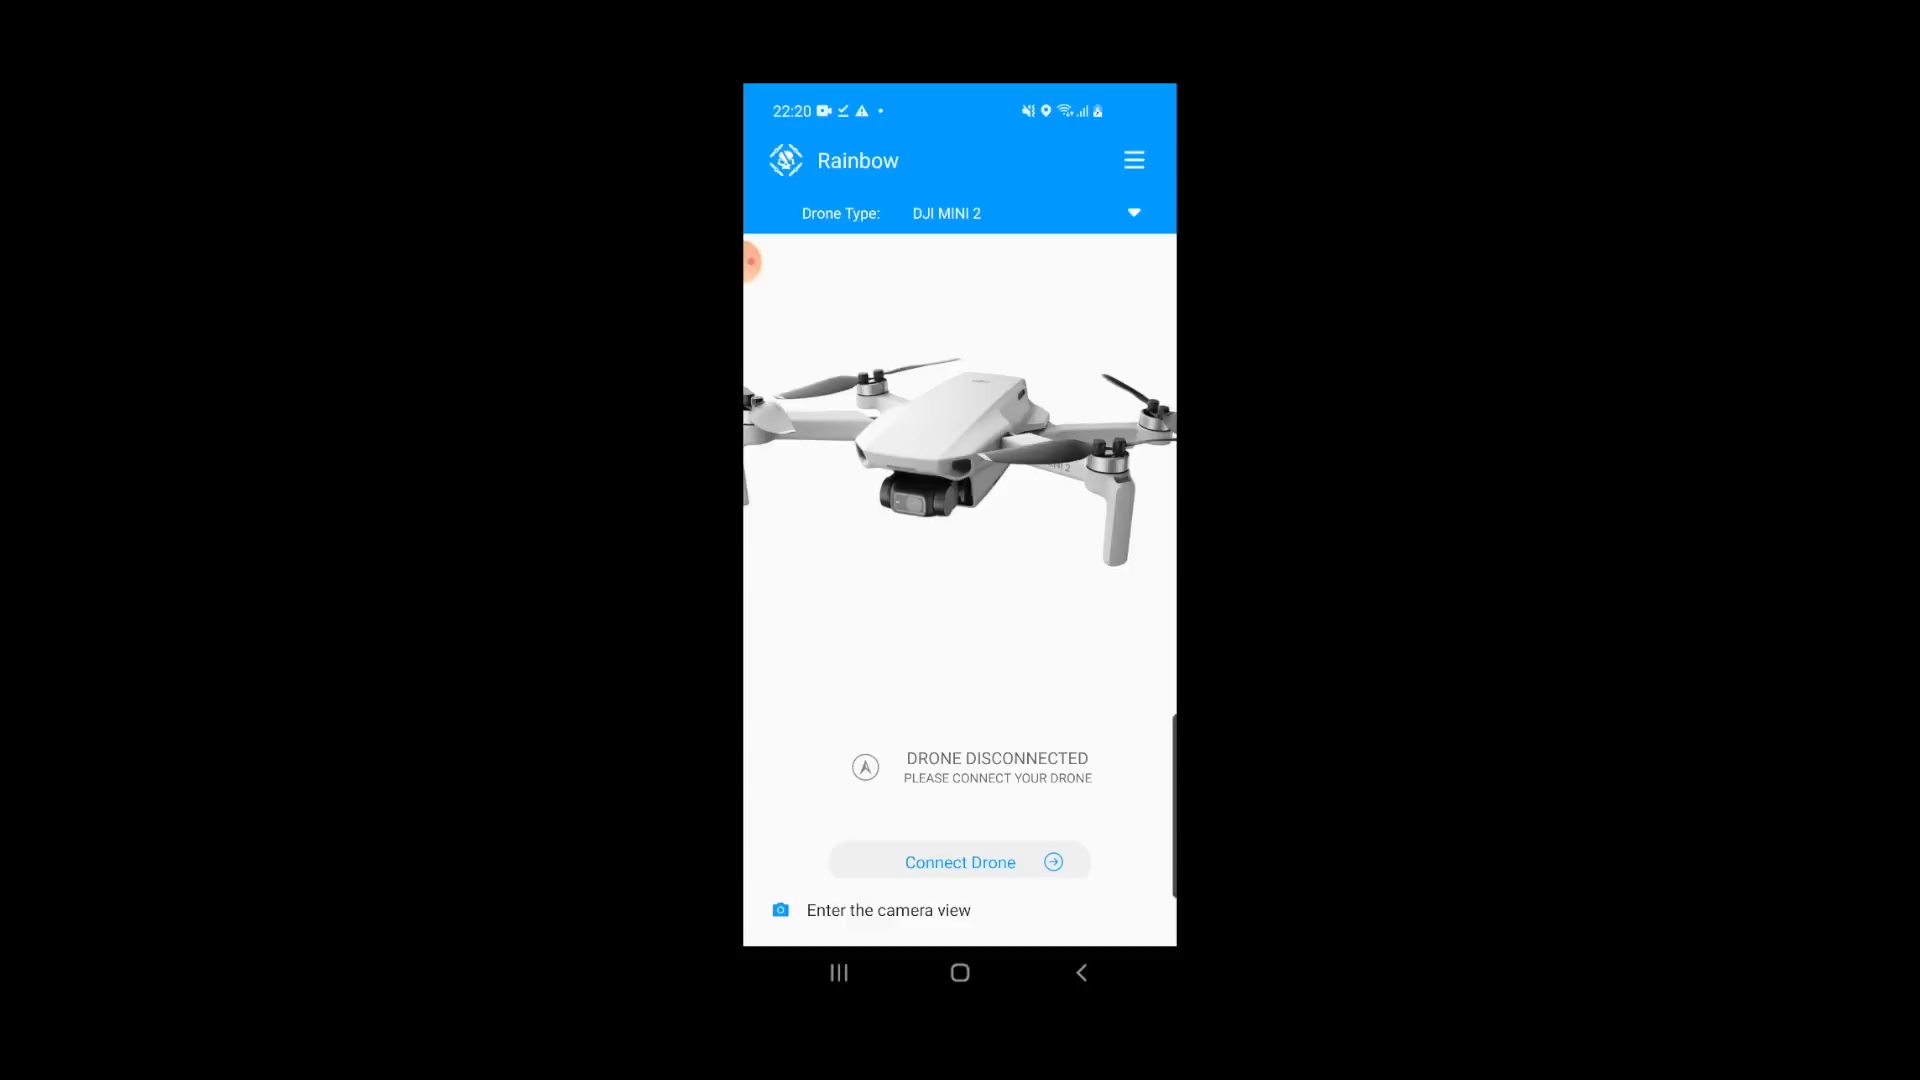 22:20
Rainbow
Drone Type: DJI MINI 2
DRONE DISCONNECTED
PLEASE CONNECT YOUR DRONE
Connect Drone
Enter the camera view